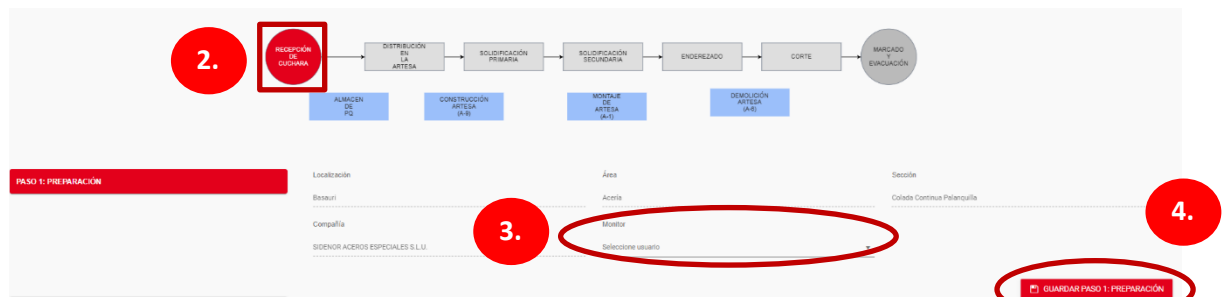 2.
RECEPCIÓN
DE
CUCHARA
DISTRIBUCIÓN
EN
LA
ARTESA
SOLIDIFICACIÓN
PRIMARIA
SOLIDIFICACIÓN
SECUNDARIA
ENDEREZADO
CORTE
MARCADO
Y
EVACUACIÓN
ALMACEN
DE
PQ
CONSTRUCCIÓN
ARTESA
(A-9)
MONTAJE
DE
ARTESA
(A-1)
DEMOLICIÓN
ARTESA
(A-6)
PASO 1: PREPARACIÓN
Localización
Área
Sección
Basauri
Acería
Colada Continua Palanquilla
4.
Compañía
3.
Monitor
SIDENOR ACEROS ESPECIALES S.L.U.
Seleccione usuario
GUARDAR PASO 1: PREPARACIÓN